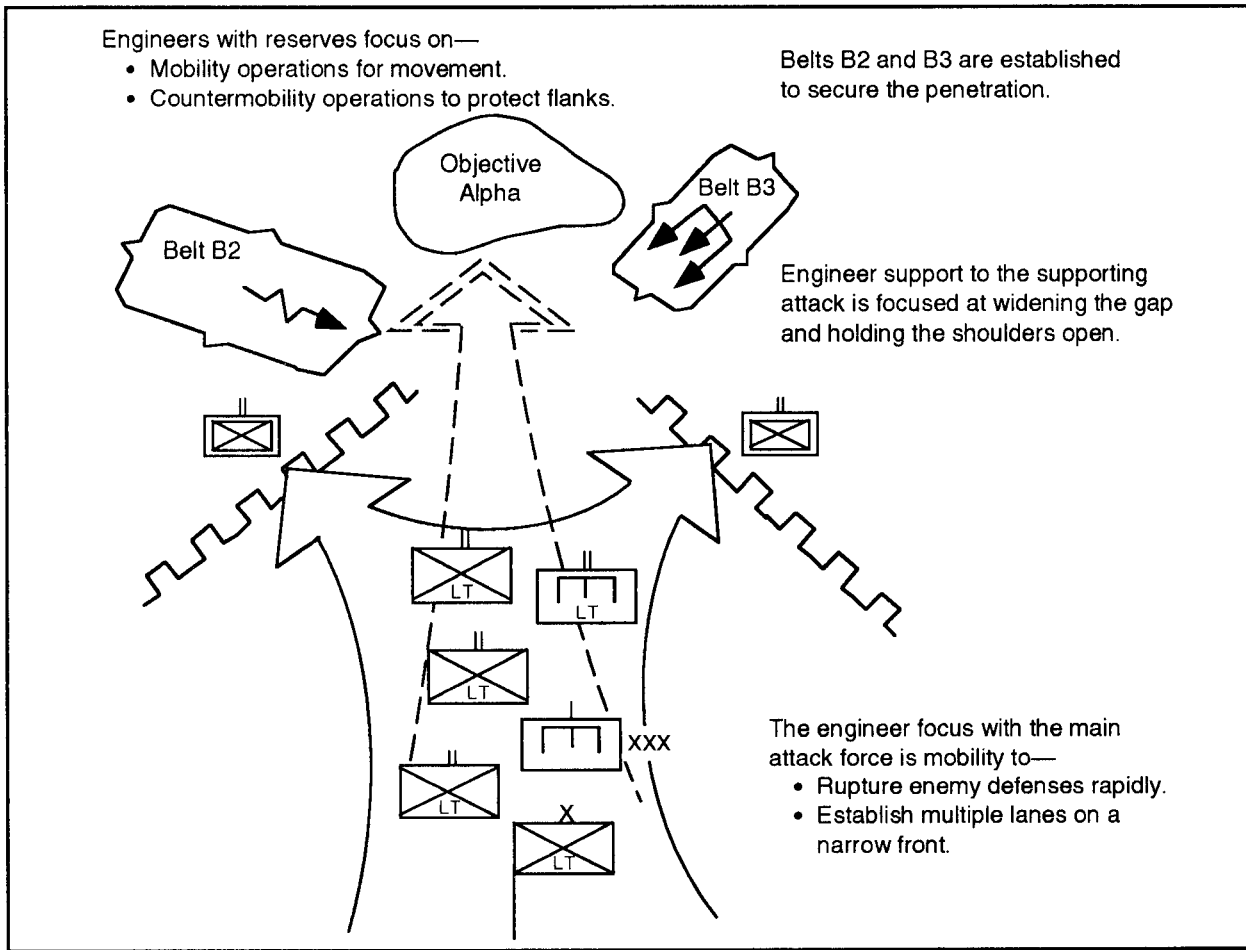 Engineers with reserves focus on—
• Mobility operations for movement.
• Countermobility operations to protect flanks.
Belts B2 and B3 are established
to secure the penetration.
Objective
Alpha
Belt B3
Belt B2
Engineer support to the supporting
attack is focused at widening the gap
and holding the shoulders open.
LT
LT
LT
XXX
LT
X
LT
The engineer focus with the main
attack force is mobility to—
• Rupture enemy defenses rapidly.
• Establish multiple lanes on a
narrow front.